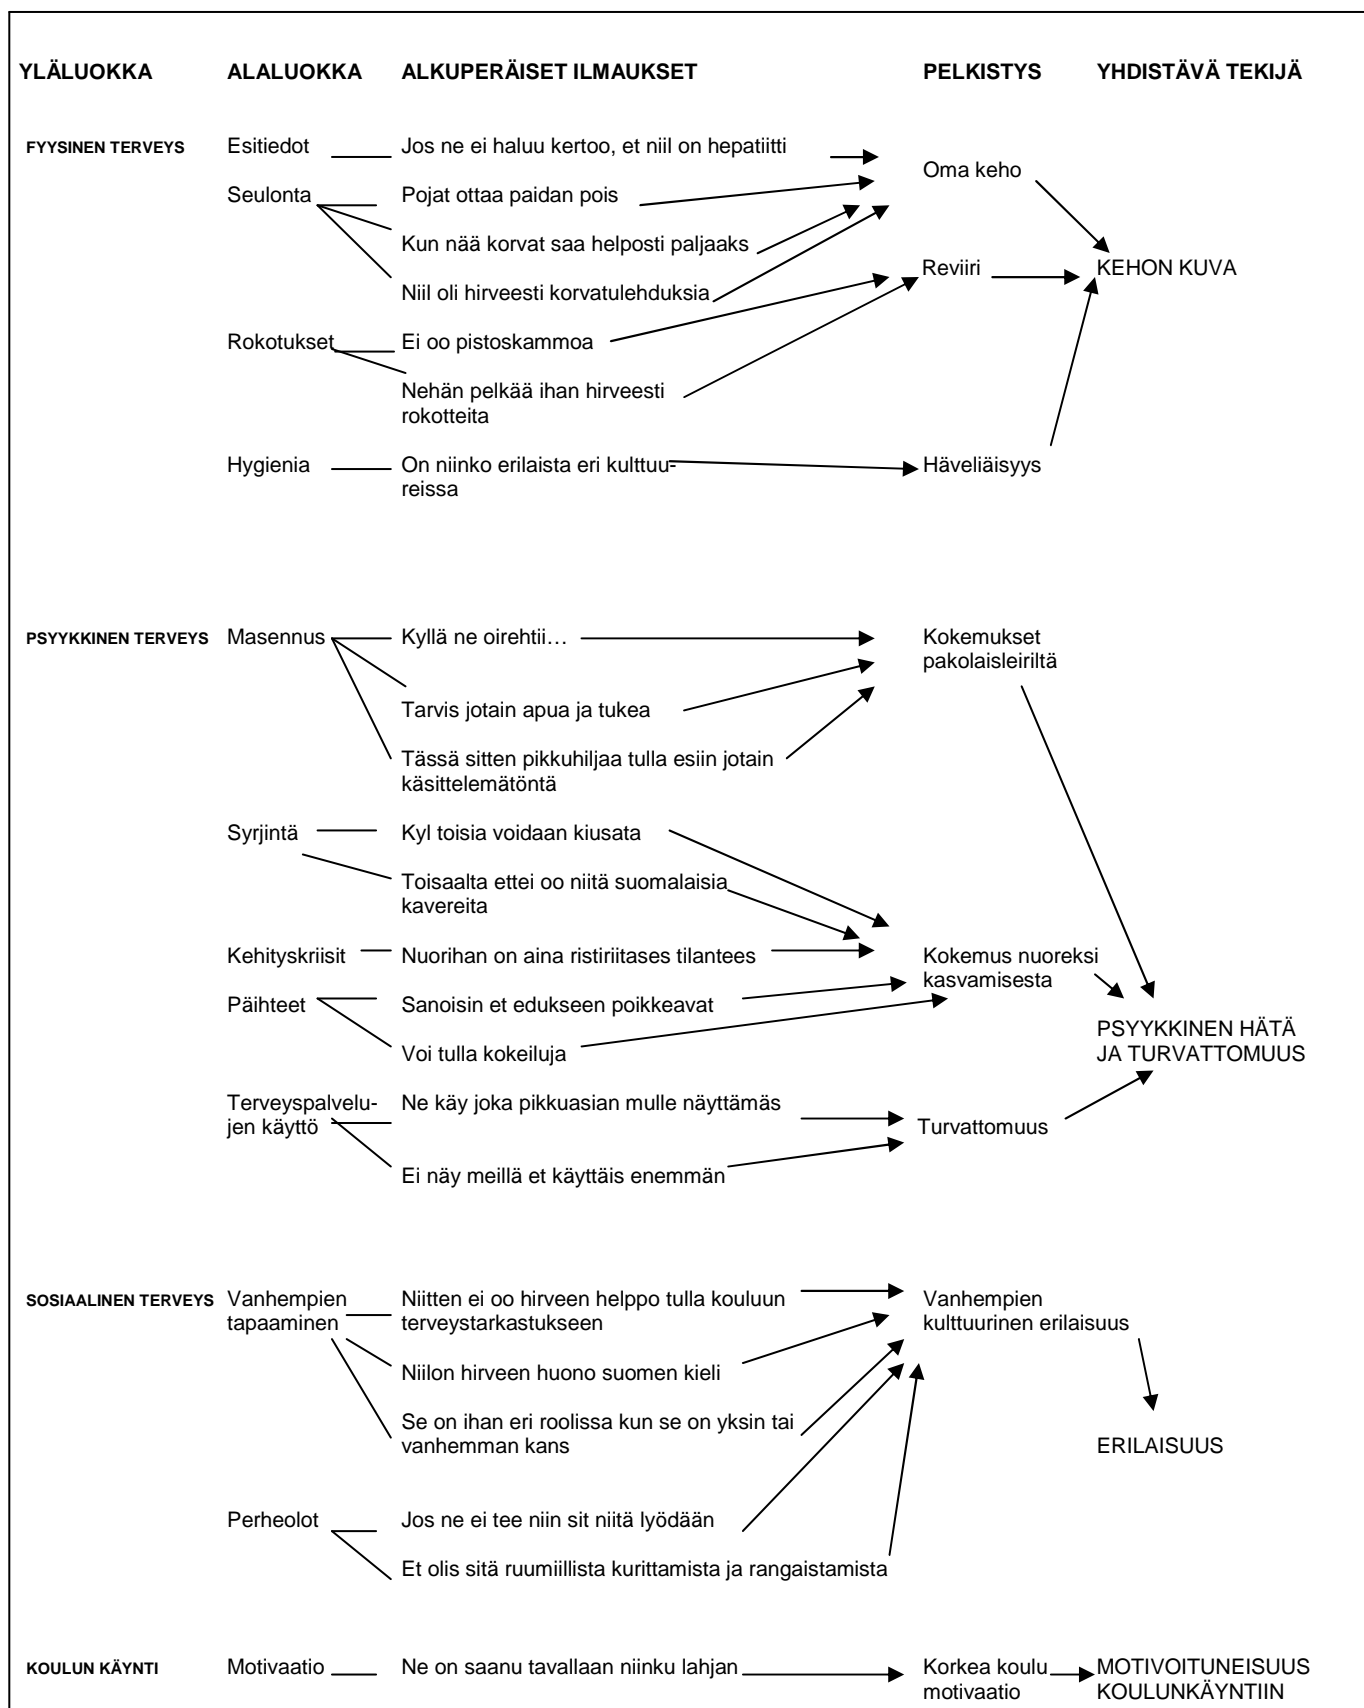 YLÄLUOKKA ALALUOKKA ALKUPERÄISET ILMAUKSET PELKISTYS YHDISTÄVÄ TEKIJÄ
FYYSINEN TERVEYS Esitiedot Jos ne ei haluu kertoo, et niil on hepatiitti
Oma keho
Seulonta Pojat ottaa paidan pois
Kun nää korvat saa helposti paljaaks
Reviiri KEHON KUVA
Niil oli hirveesti korvatulehduksia
Rokotukset Ei oo pistoskammoa
Nehän pelkää ihan hirveesti
rokotteita
Hygienia On niinko erilaista eri kulttuu- Häveliäisyys
reissa
PSYYKKINEN TERVEYS Masennus Kyllä ne oirehtii… Kokemukset
pakolaisleiriltä
Tarvis jotain apua ja tukea
Tässä sitten pikkuhiljaa tulla esiin jotain
käsittelemätöntä
Syrjintä Kyl toisia voidaan kiusata
Toisaalta ettei oo niitä suomalaisia
kavereita
Kehityskriisit Nuorihan on aina ristiriitases tilantees Kokemus nuoreksi
kasvamisesta
Päihteet Sanoisin et edukseen poikkeavat
PSYYKKINEN HÄTÄ
Voi tulla kokeiluja JA TURVATTOMUUS
Terveyspalvelu- Ne käy joka pikkuasian mulle näyttämäs
jen käyttö Turvattomuus
Ei näy meillä et käyttäis enemmän
SOSIAALINEN TERVEYS Vanhempien Niitten ei oo hirveen helppo tulla kouluun Vanhempien
tapaaminen terveystarkastukseen kulttuurinen erilaisuus
Niilon hirveen huono suomen kieli
Se on ihan eri roolissa kun se on yksin tai
vanhemman kans ERILAISUUS
Perheolot Jos ne ei tee niin sit niitä lyödään
Et olis sitä ruumiillista kurittamista ja rangaistamista
KOULUN KÄYNTI Motivaatio Ne on saanu tavallaan niinku lahjan Korkea koulu MOTIVOITUNEISUUS
motivaatio KOULUNKÄYNTIIN